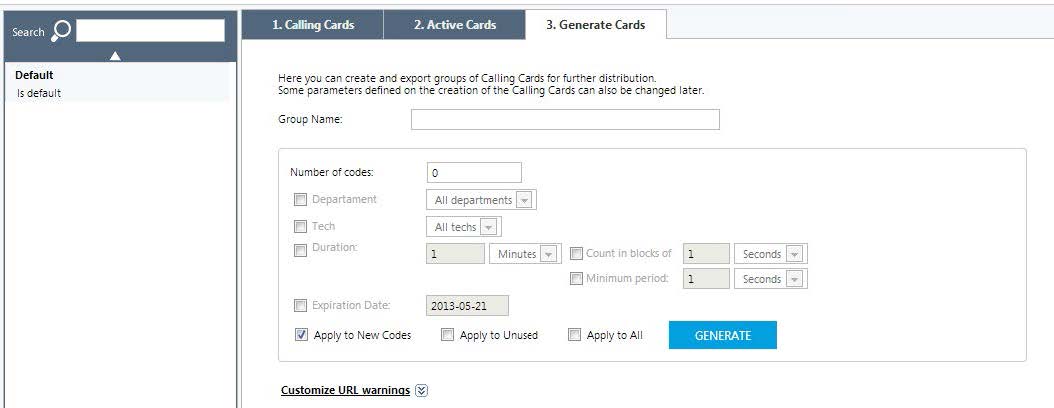 Search
Default
Is default
1. Calling Cards 2. Active Cards 3. Generate Cards
Here you can create and export groups of Calling Cards for further distribution.
Some parameters defined on the creation of the Calling Cards can also be changed later.
Group Name:
Number of codes: 0
Departament All departments
Tech All techs
Duration: 1 Minutes Count in blocks of 1 Seconds
Minimum period: 1 Seconds
Expiration Date: 2013-05-21
Apply to New Codes Apply to Unused Apply to All GENERATE
Customize URL warnings